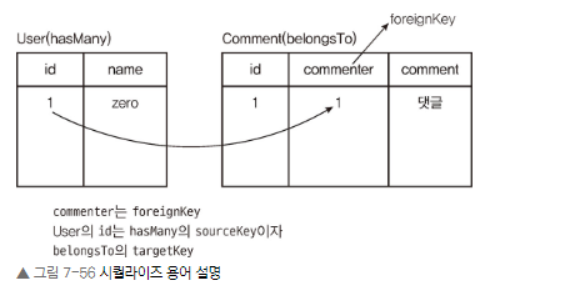 foreignKey
User(hasMany) Comment(belongsTo)
id name id commenter comment
1 zero 1 1 댓글
commenter는 foreignKey
User의 id는 hasMany의 sourceKey이자
belongsTo의 targetKey
▲ 그림 7-56 시퀄라이즈 용어 설명